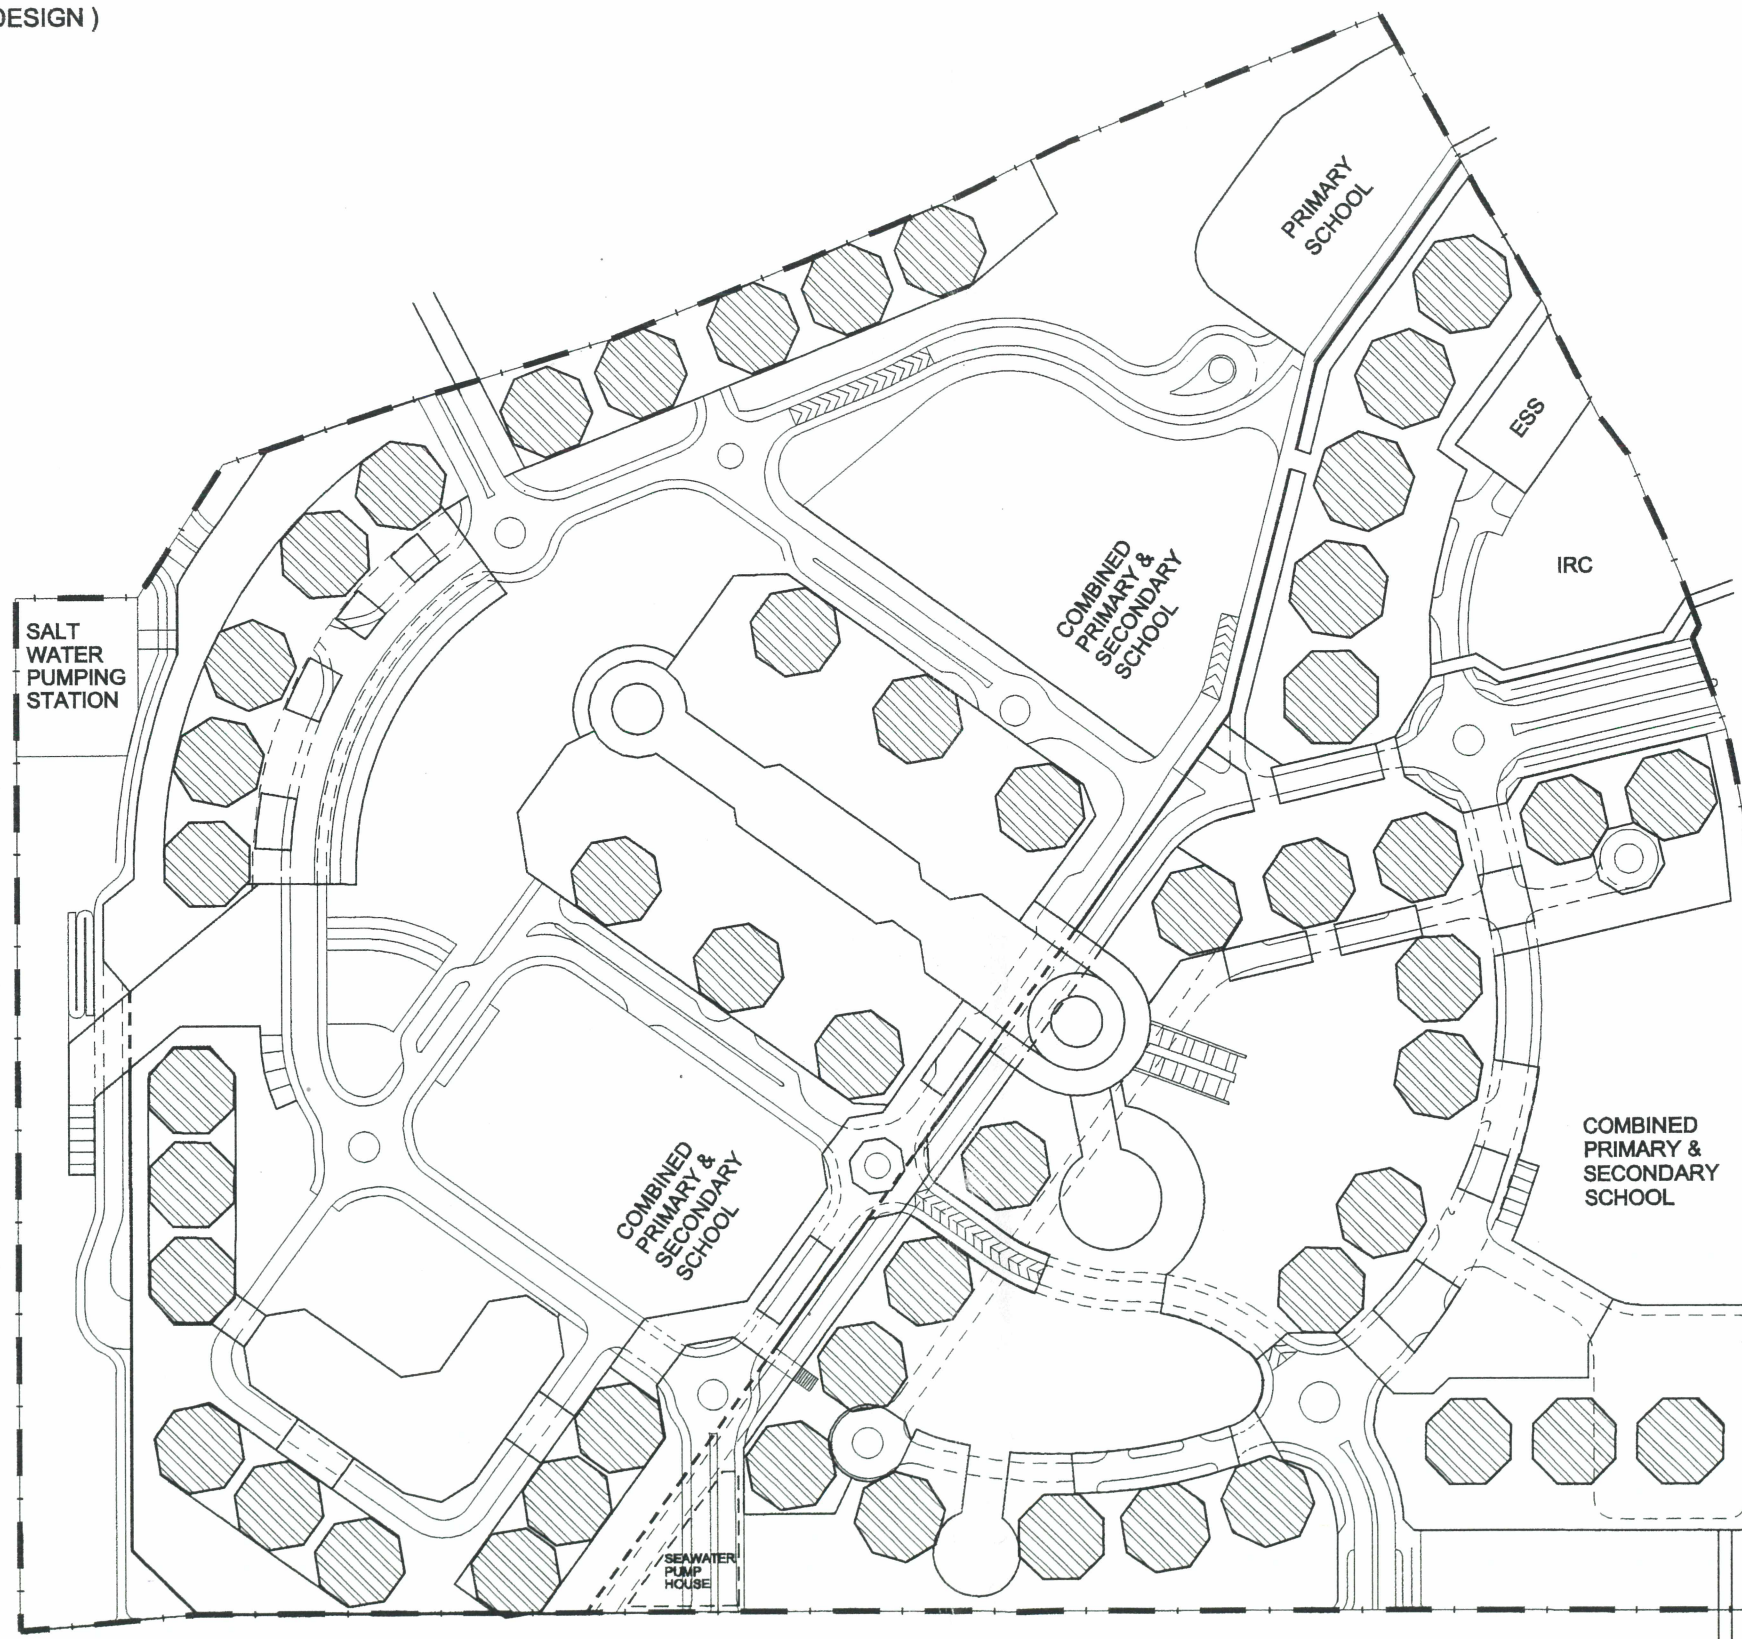 DESIGN )
PRIMARY
SCHOOL
ESS
IRC
COMBINED
PRIMARY &
SECONDARY
SCHOOL
SALT
WATER
PUMPING
STATION
COMBINED
PRIMARY &
SECONDARY
SCHOOL
COMBINED
PRIMARY &
SECONDARY
SCHOOL
SEAWATER
PUMP
HOUSE